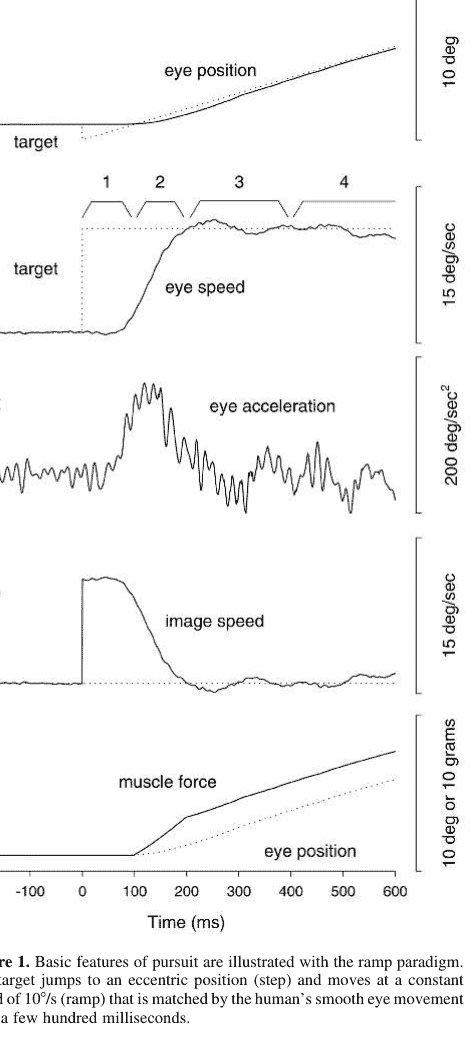 eye position
10 deg
target
1 2 3 4
target
eye speed
15 deg/sec
eye acceleration
200 deg/sec²
image speed
15 deg/sec
muscle force
eye position
10 deg or 10 grams
-100 0 100 200 300 400 500 600
Time (ms)
re 1. Basic features of pursuit are illustrated with the ramp paradigm.
target jumps to an eccentric position (step) and moves at a constant
d of 10°/s (ramp) that is matched by the human's smooth eye movement
a few hundred milliseconds.